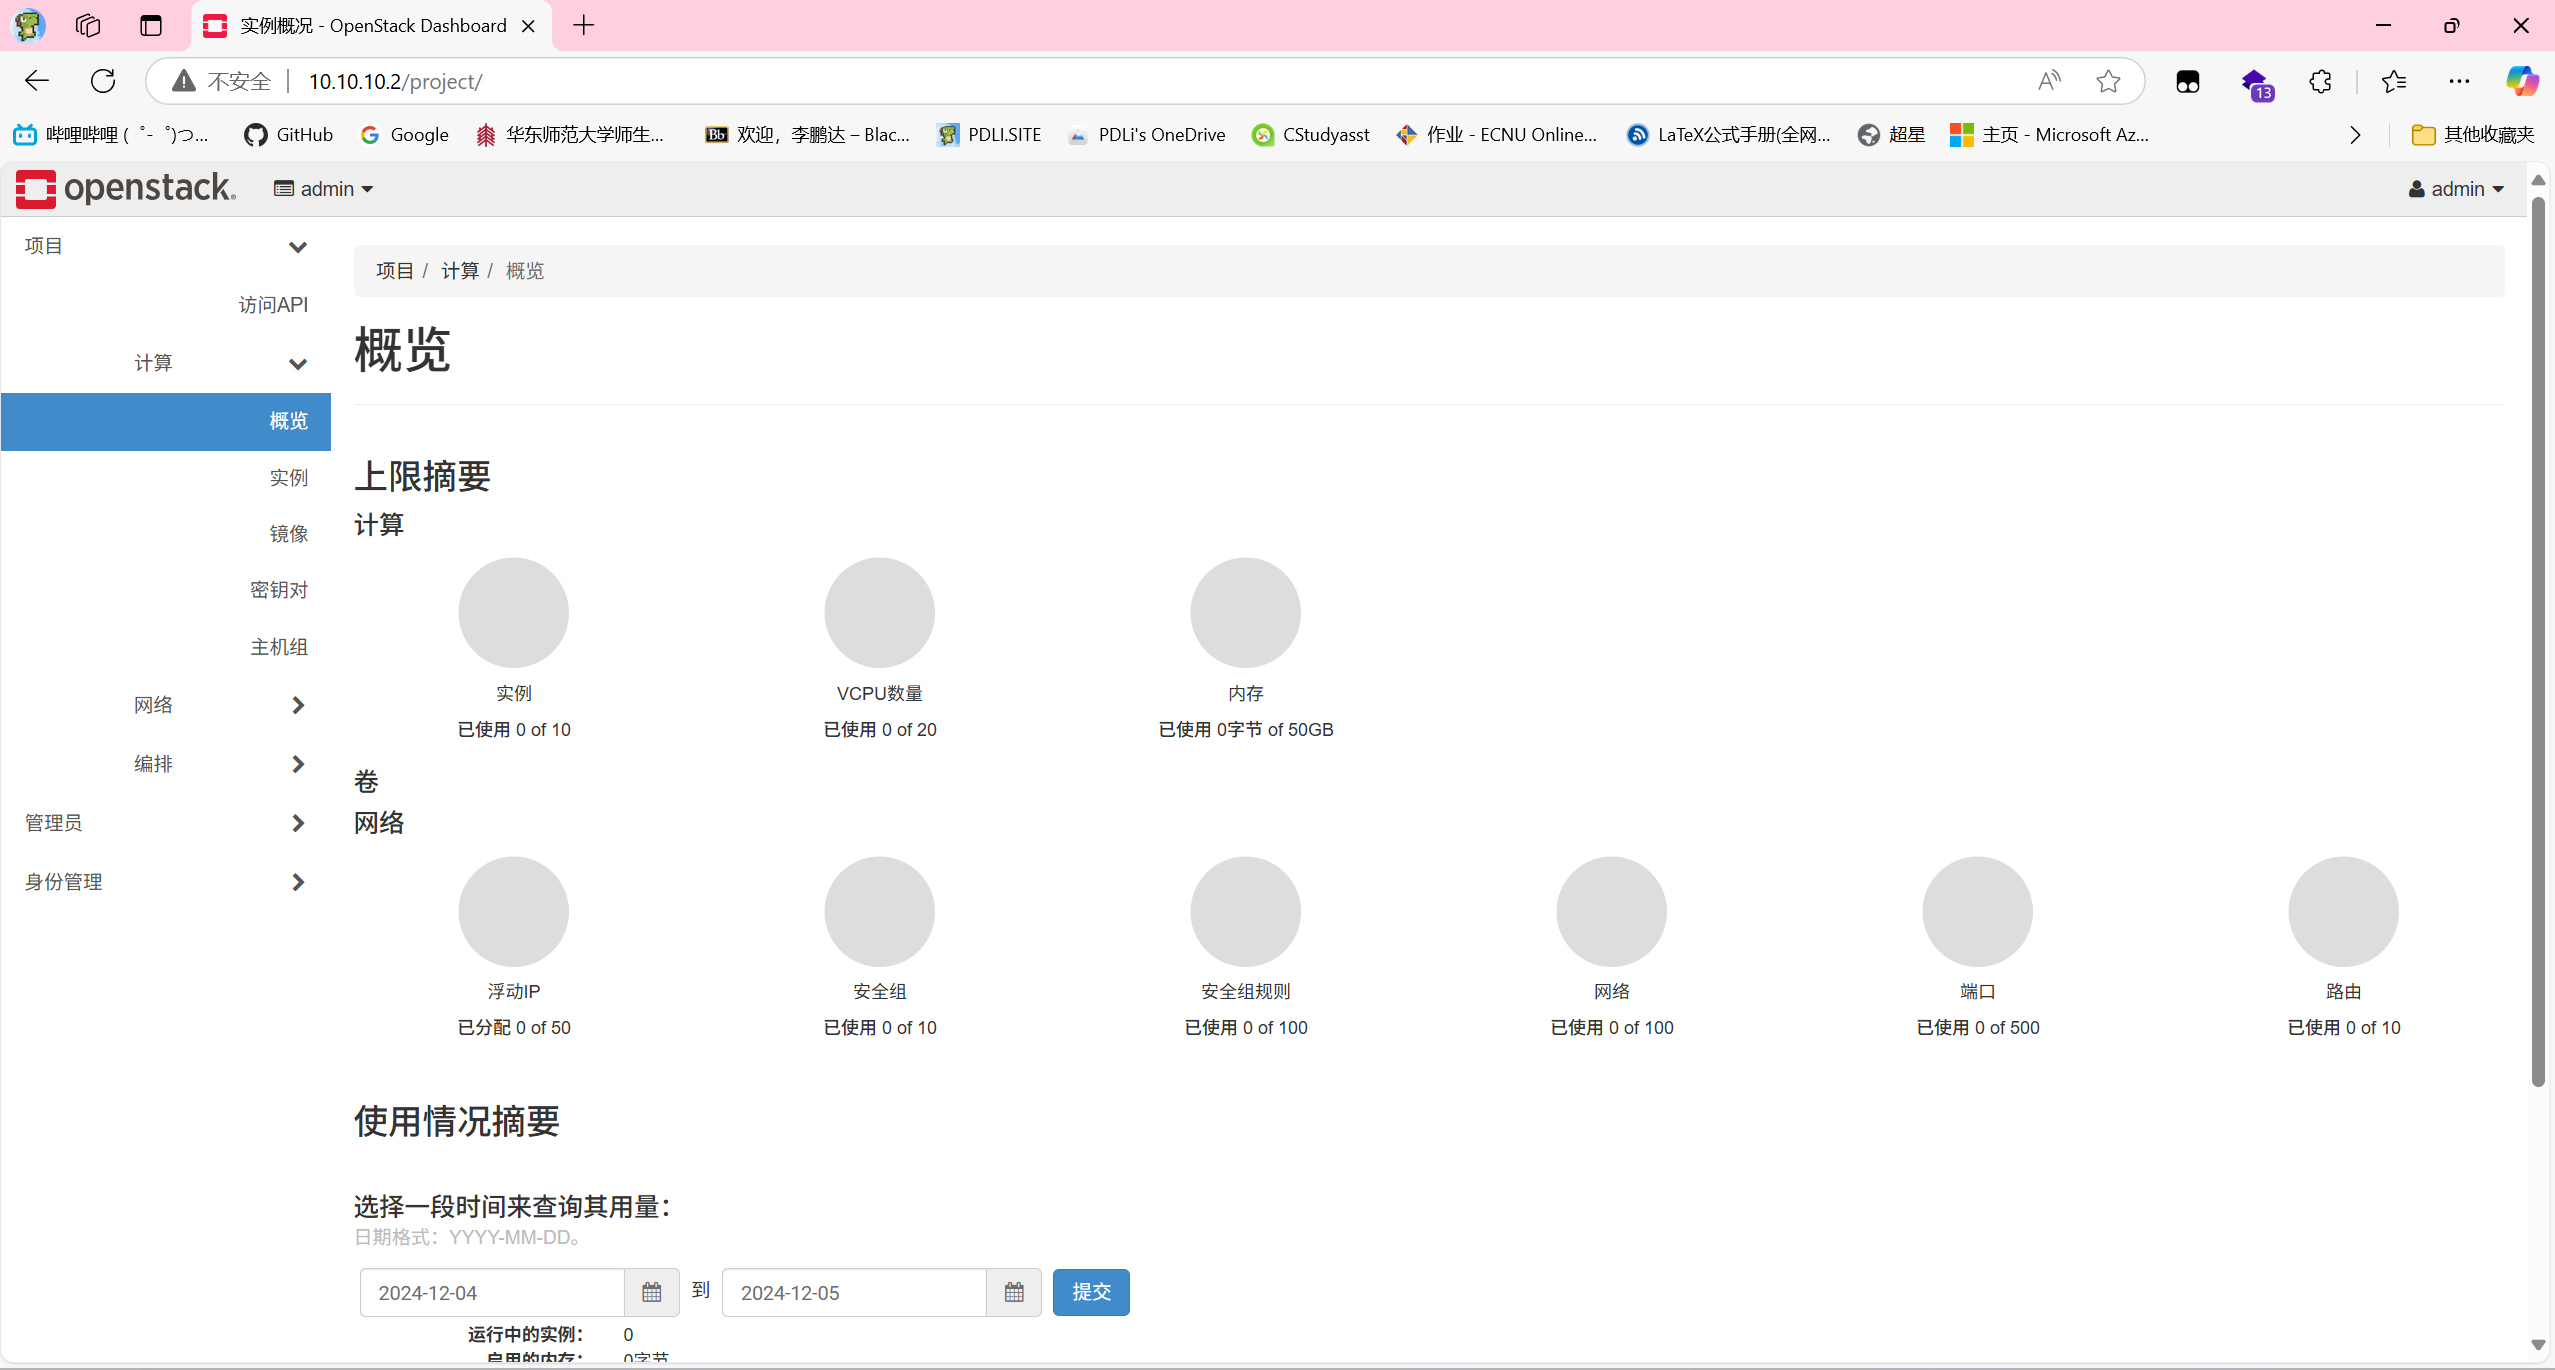 实例概况 - OpenStack Dashboard
不安全 10.10.10.2/project/
13
哔哩哔哩 (゜-゜)つ... GitHub Google 华东师范大学师生... Bb 欢迎，李鹏达 – Blac... PDLI.SITE PDLi's OneDrive CStudyasst 作业 - ECNU Online... LaTeX公式手册(全网... 超星 主页 - Microsoft Az... 其他收藏夹
openstack. admin admin
项目
访问API
计算
概览
实例
镜像
密钥对
主机组
网络
编排
管理员
身份管理
项目 / 计算 / 概览
概览
上限摘要
计算
实例 VCPU数量 内存
已使用 0 of 10 已使用 0 of 20 已使用 0字节 of 50GB
卷
网络
浮动IP 安全组 安全组规则 网络 端口 路由
已分配 0 of 50 已使用 0 of 10 已使用 0 of 100 已使用 0 of 100 已使用 0 of 500 已使用 0 of 10
使用情况摘要
选择一段时间来查询其用量：
日期格式：YYYY-MM-DD。
2024-12-04 到 2024-12-05 提交
运行中的实例： 0
启用的内存： 0字节